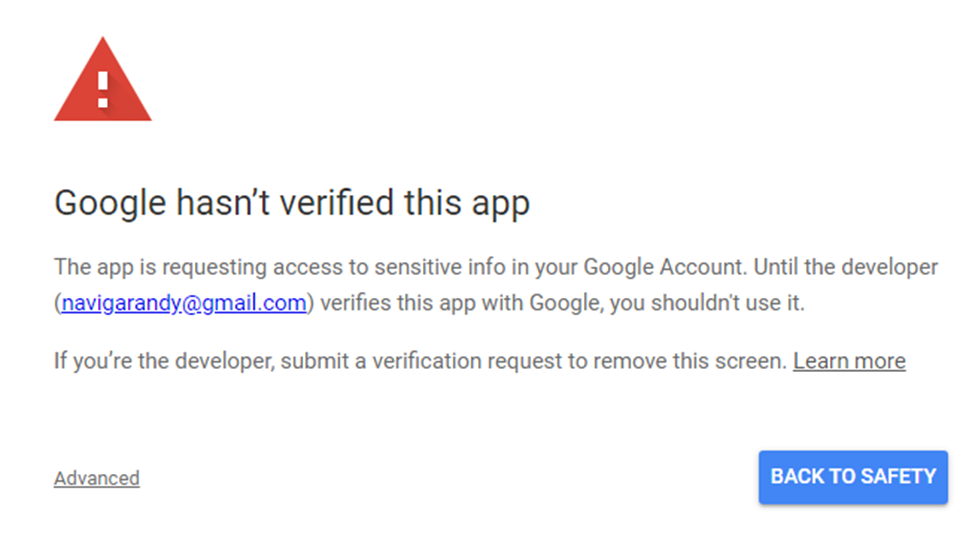 Google hasn’t verified this app
The app is requesting access to sensitive info in your Google Account. Until the developer
(navigarandy@gmail.com) verifies this app with Google, you shouldn't use it.
If you’re the developer, submit a verification request to remove this screen. Learn more
Advanced
BACK TO SAFETY